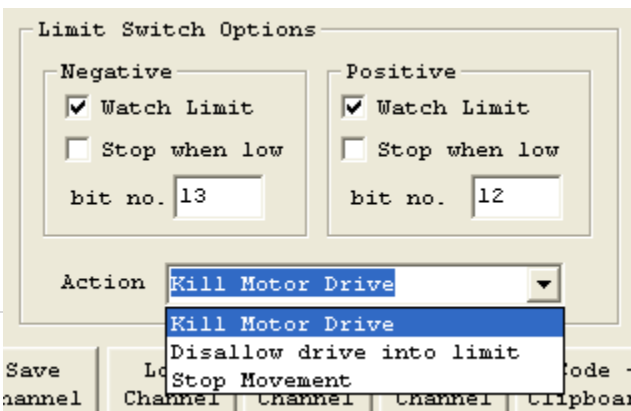 Limit Switch Options
Negative
Positive
Watch Limit
Watch Limit
Stop when low
Stop when low
bit no. 13
bit no. 12
Action Kill Motor Drive
Kill Motor Drive
Disallow drive into limit
Stop Movement
Save
Channel Channel Channel